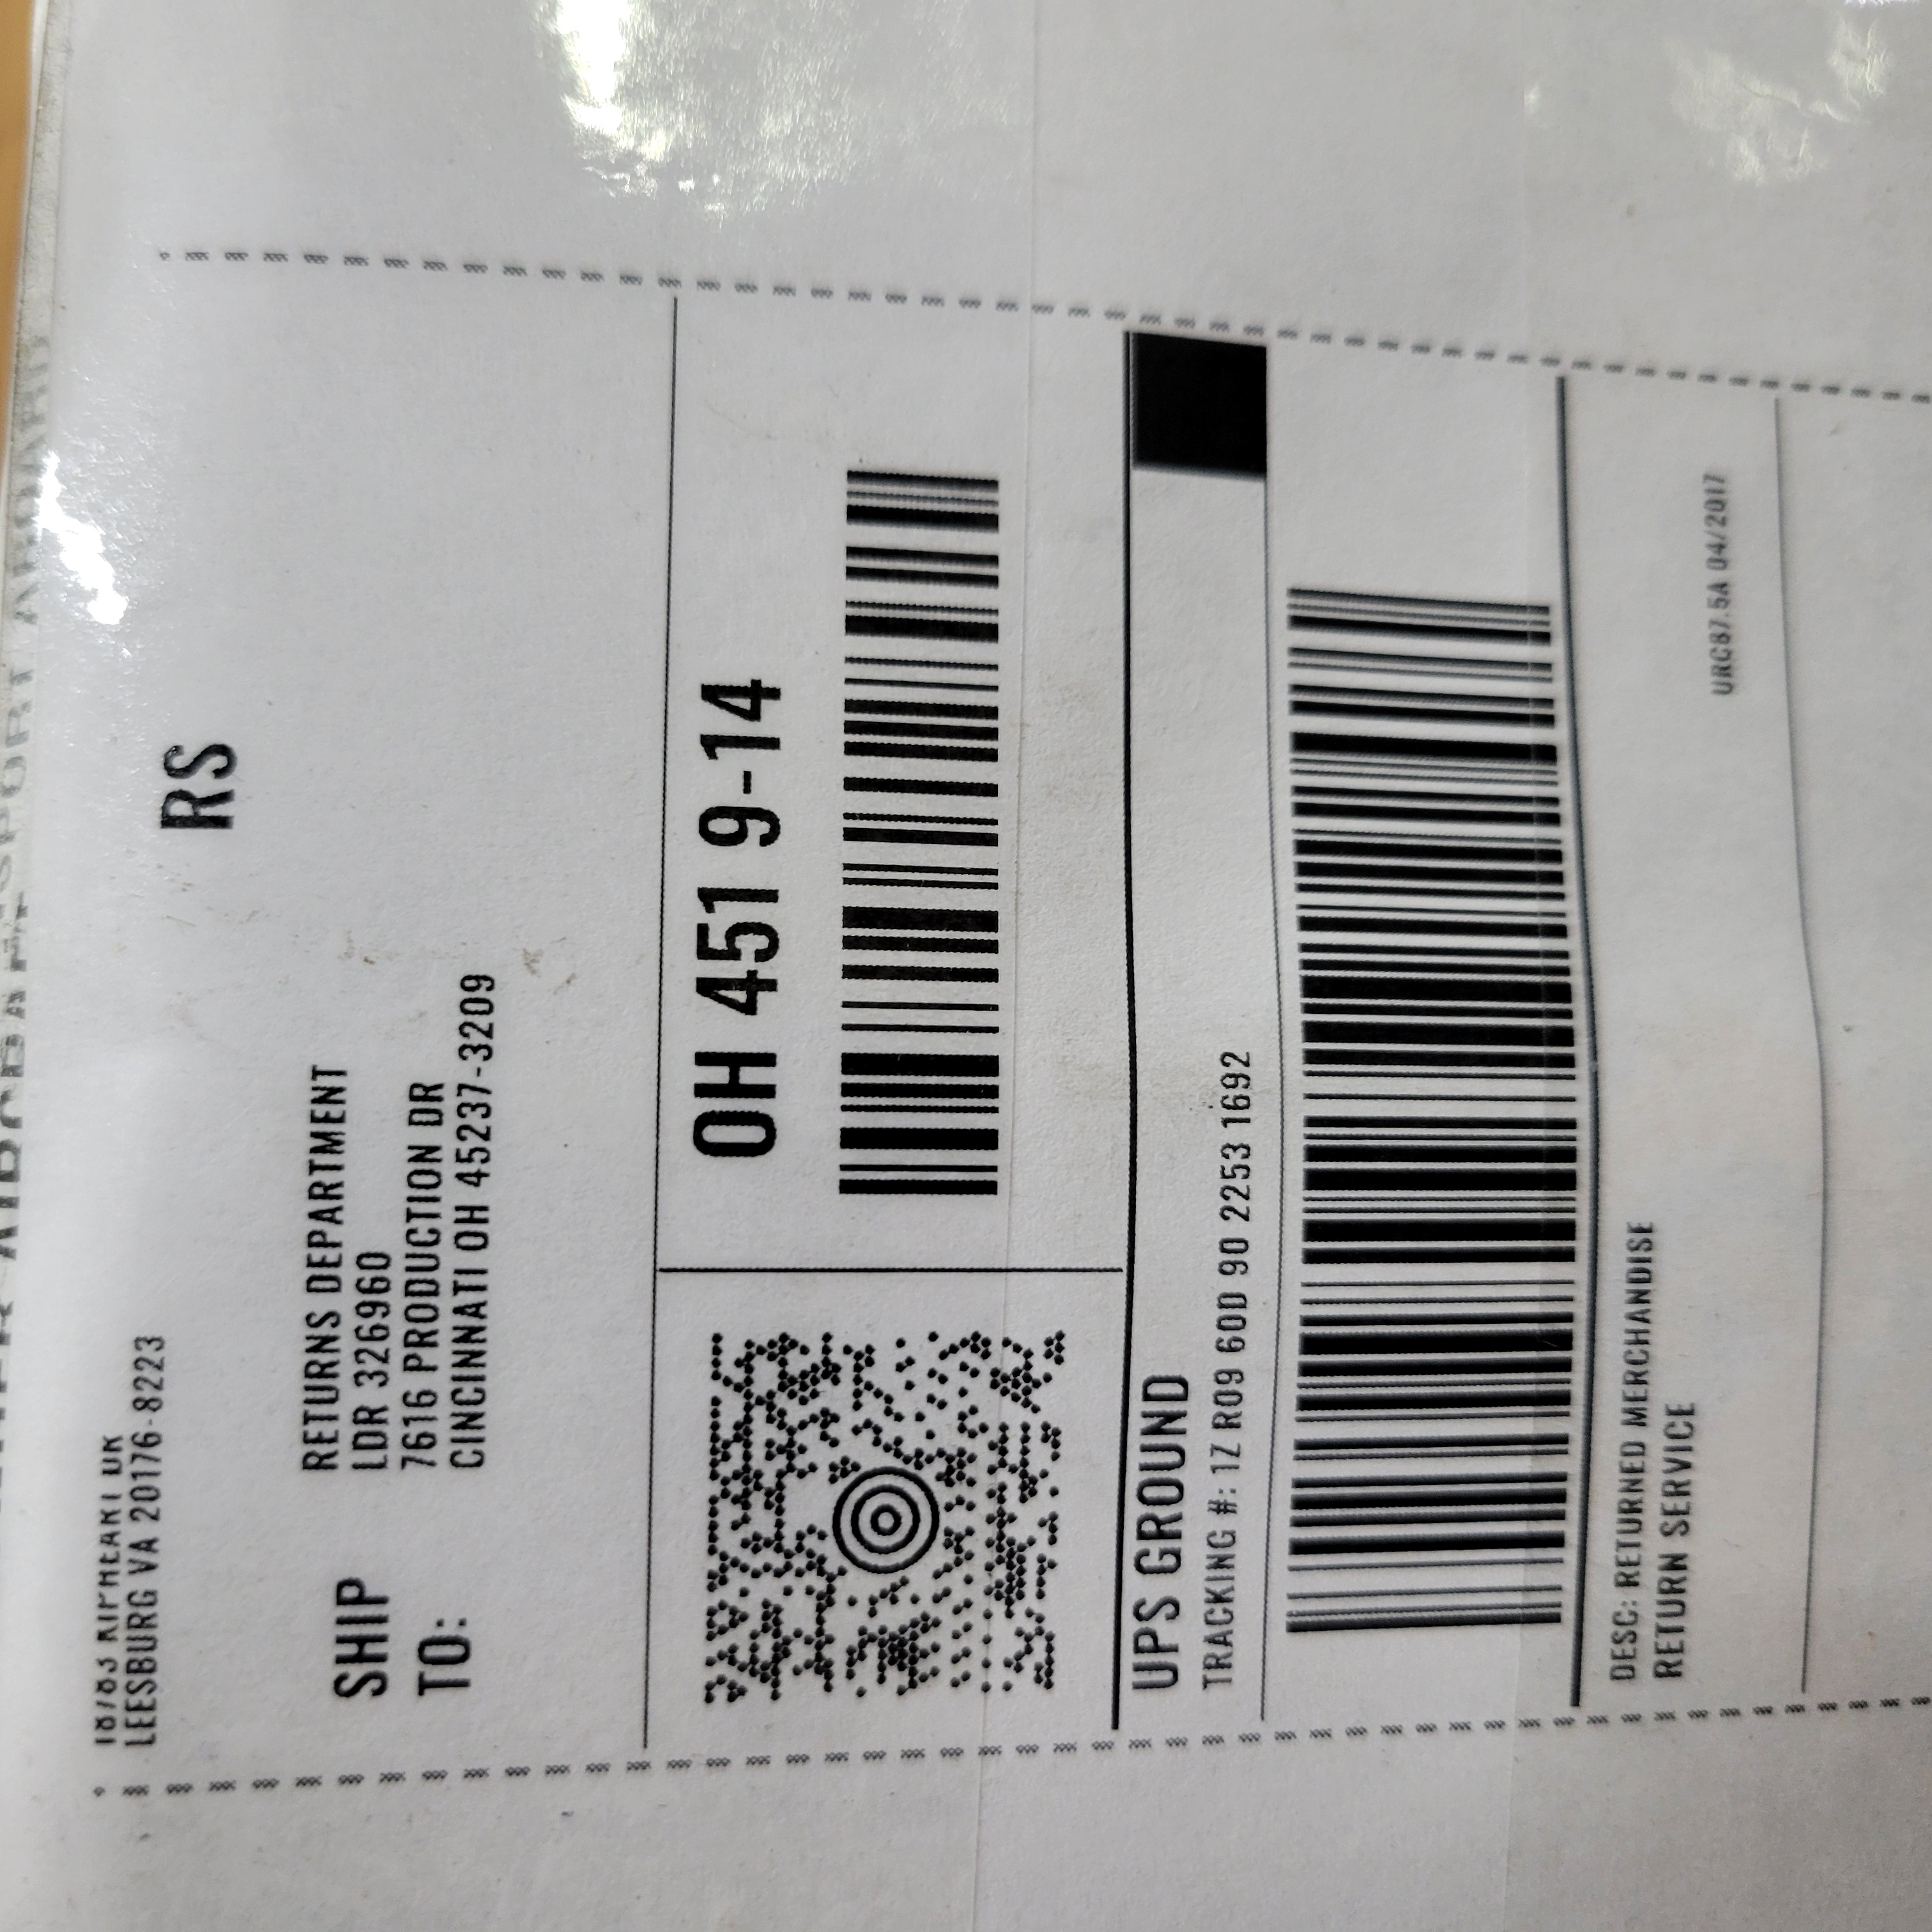 LEESBURG VA 20176-8223
RS
SHIP
TO:
RETURNS DEPARTMENT
LDR 326960
7616 PRODUCTION DR
CINCINNATI OH 45237-3209
OH 451 9-14
UPS GROUND
TRACKING #: 1Z R09 60D 90 2253 1692
DESC: RETURNED MERCHANDISE
RETURN SERVICE
URC87.5A 04/2017